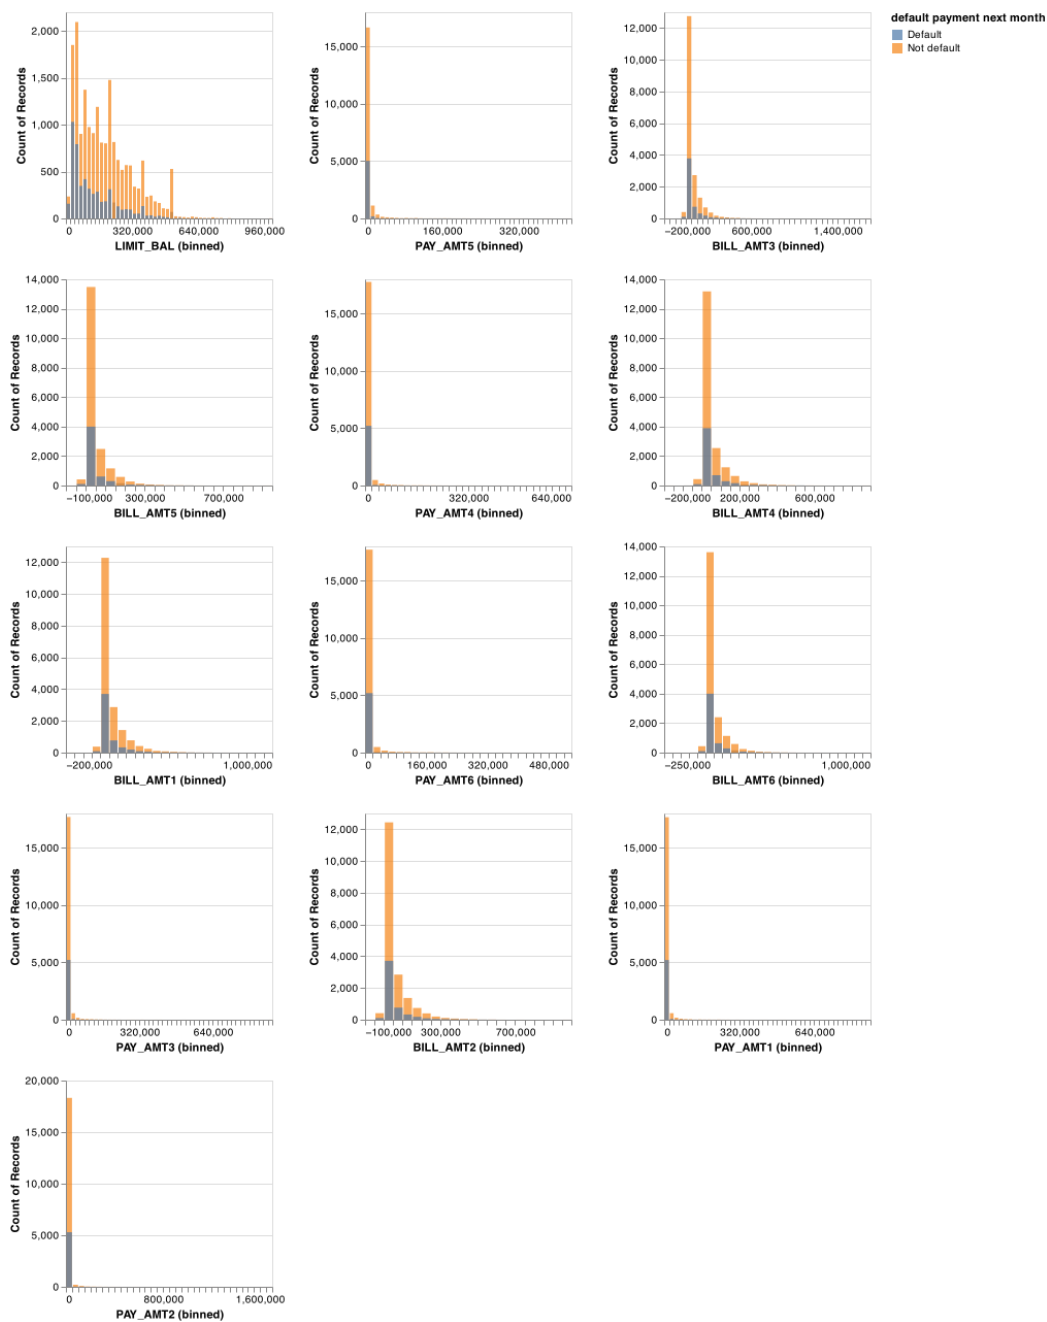 default payment next month
Default
Not default
2,000
1,500
1,000
500
0
Count of Records
0 320,000 640,000 960,000
LIMIT_BAL (binned)
15,000
10,000
5,000
0
Count of Records
0 160,000 320,000
PAY_AMT5 (binned)
12,000
10,000
8,000
6,000
4,000
2,000
0
Count of Records
−200,000 600,000 1,400,000
BILL_AMT3 (binned)
14,000
12,000
10,000
8,000
6,000
4,000
2,000
0
Count of Records
−100,000 300,000 700,000
BILL_AMT5 (binned)
15,000
10,000
5,000
0
Count of Records
0 320,000 640,000
PAY_AMT4 (binned)
14,000
12,000
10,000
8,000
6,000
4,000
2,000
0
Count of Records
−200,000 200,000 600,000
BILL_AMT4 (binned)
12,000
10,000
8,000
6,000
4,000
2,000
0
Count of Records
−200,000 1,000,000
BILL_AMT1 (binned)
15,000
10,000
5,000
0
Count of Records
0 160,000 320,000 480,000
PAY_AMT6 (binned)
14,000
12,000
10,000
8,000
6,000
4,000
2,000
0
Count of Records
−250,000 1,000,000
BILL_AMT6 (binned)
15,000
10,000
5,000
0
Count of Records
0 320,000 640,000
PAY_AMT3 (binned)
12,000
10,000
8,000
6,000
4,000
2,000
0
Count of Records
−100,000 300,000 700,000
BILL_AMT2 (binned)
15,000
10,000
5,000
0
Count of Records
0 320,000 640,000
PAY_AMT1 (binned)
20,000
15,000
10,000
5,000
0
Count of Records
0 800,000 1,600,000
PAY_AMT2 (binned)